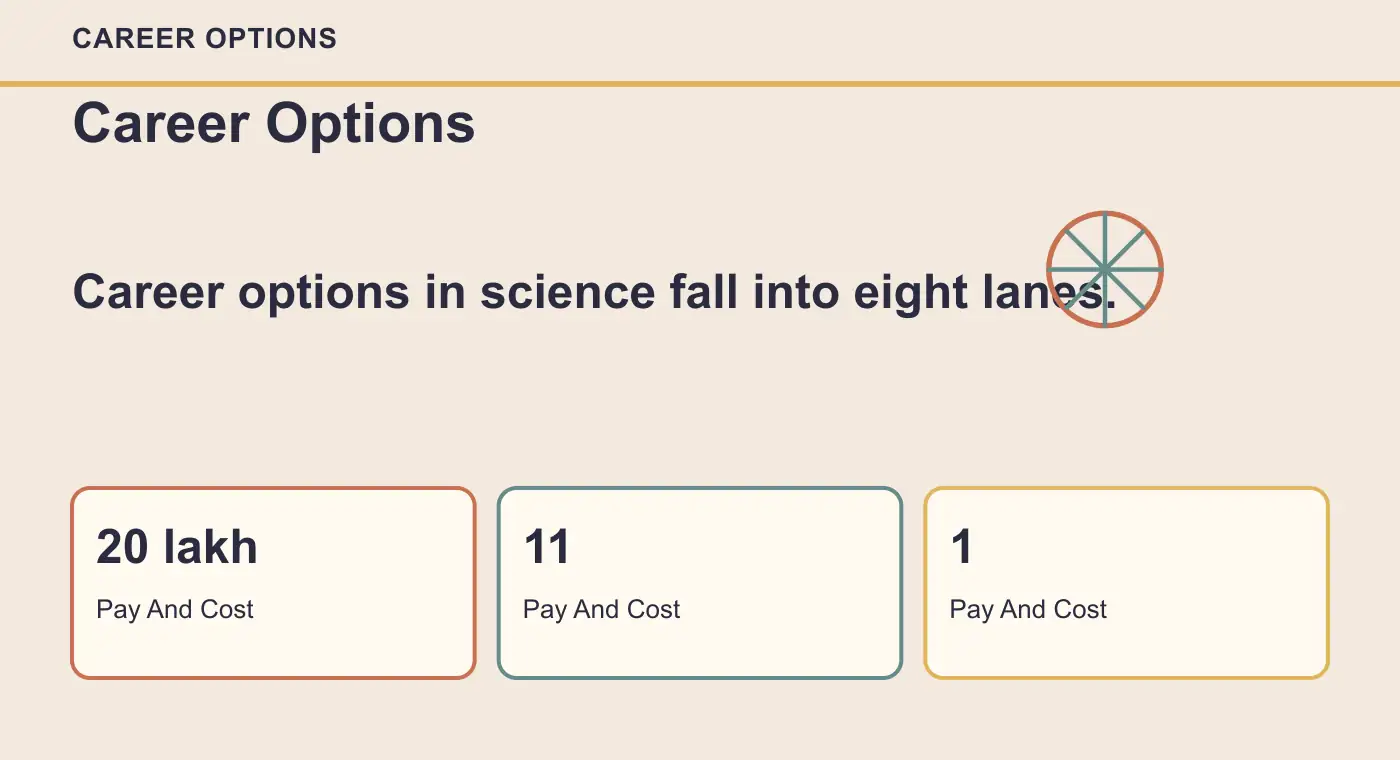 CAREER OPTIONS
Career Options
Career options in science fall into eight lanes.
20 lakh
Pay And Cost
11
Pay And Cost
1
Pay And Cost